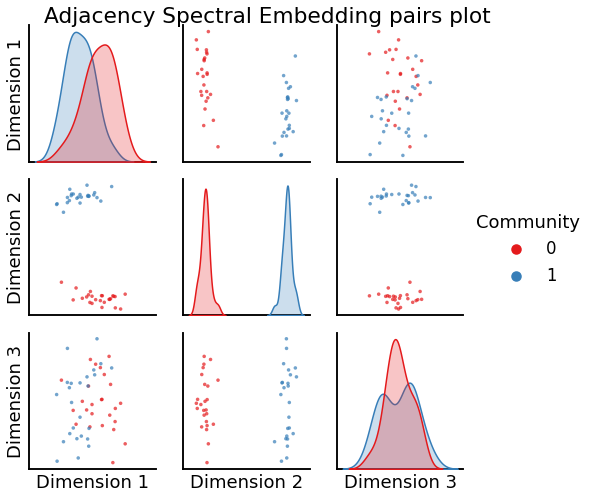 Adjacency Spectral Embedding pairs plot
Dimension 1
Dimension 2
Dimension 3
Community
0
1
Dimension 1
Dimension 2
Dimension 3